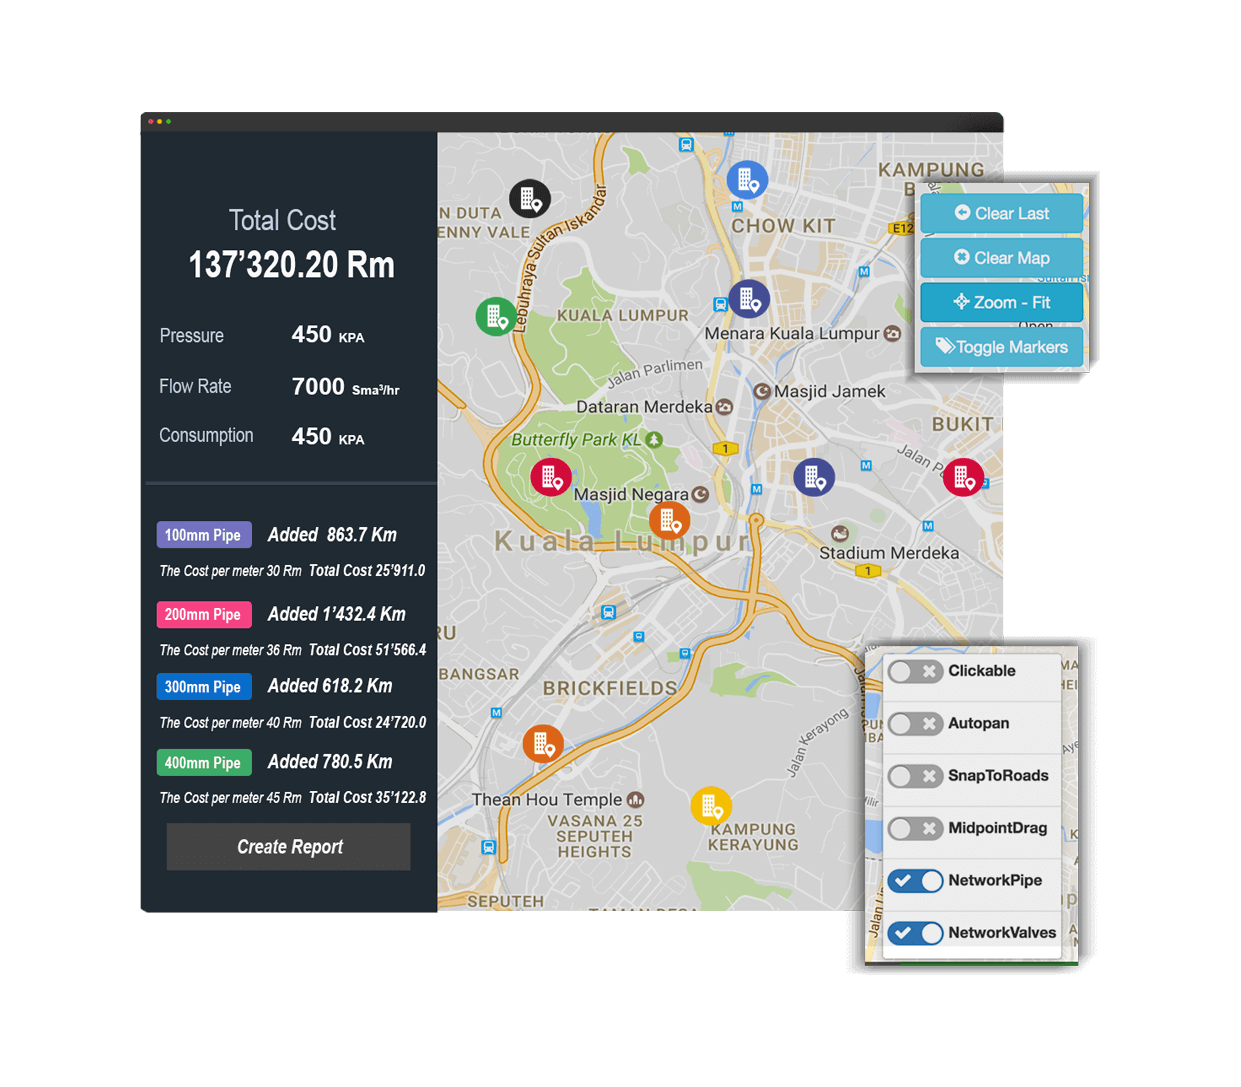 Total Cost
137’320.20 Rm
Pressure 450 KPA
Flow Rate 7000 Sma³/hr
Consumption 450 KPA
100mm Pipe Added 863.7 Km
The Cost per meter 30 Rm Total Cost 25’911.0
200mm Pipe Added 1’432.4 Km
The Cost per meter 36 Rm Total Cost 51’566.4
300mm Pipe Added 618.2 Km
The Cost per meter 40 Rm Total Cost 24’720.0
400mm Pipe Added 780.5 Km
The Cost per meter 45 Rm Total Cost 35’122.8
Create Report
KAMPUNG
N DUTA
ENNY VALE
Lebuhraya Sultan Iskandar
CHOW KIT
E12
KUALA LUMPUR
Menara Kuala Lumpur
Jalan Parlimen
Masjid Jamek
Dataran Merdeka
BUKIT
Butterfly Park KL
1
Masjid Negara
Kuala Lumpur
Stadium Merdeka
1
RU
BANGSAR
BRICKFIELDS
Jalan Kerayong
Thean Hou Temple
VASANA 25
SEPUTEH
HEIGHTS
KAMPUNG
KERAYUNG
SEPUTEH
Clear Last
Clear Map
Zoom - Fit
Toggle Markers
Clickable
Autopan
SnapToRoads
MidpointDrag
NetworkPipe
NetworkValves